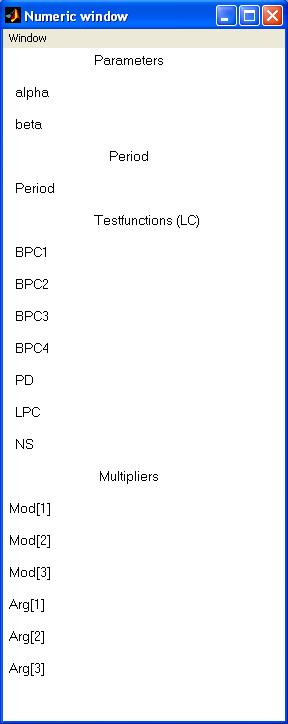 Numeric window
Window
Parameters
alpha
beta
Period
Period
Testfunctions (LC)
BPC1
BPC2
BPC3
BPC4
PD
LPC
NS
Multipliers
Mod[1]
Mod[2]
Mod[3]
Arg[1]
Arg[2]
Arg[3]